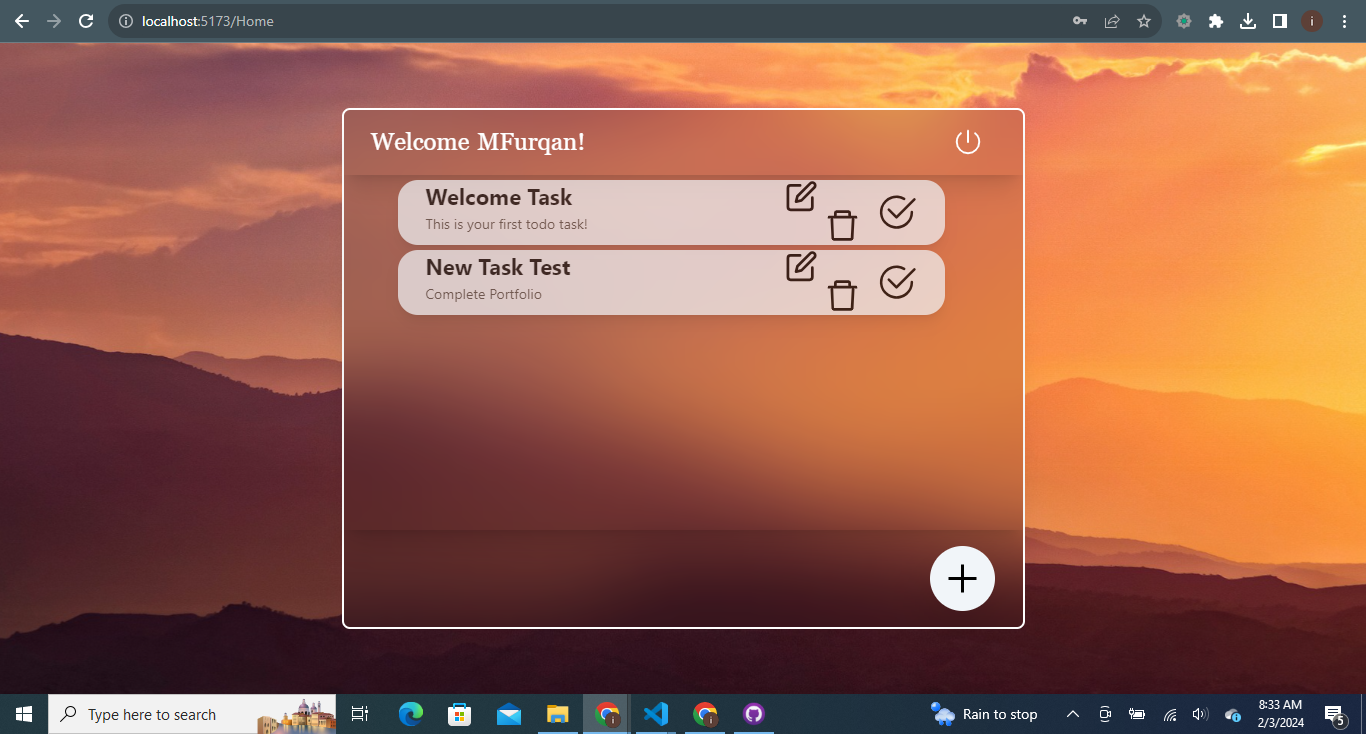 localhost:5173/Home
i
Welcome MFurqan!
Welcome Task
This is your first todo task!
New Task Test
Complete Portfolio
Type here to search
Rain to stop
8:33 AM
2/3/2024
5